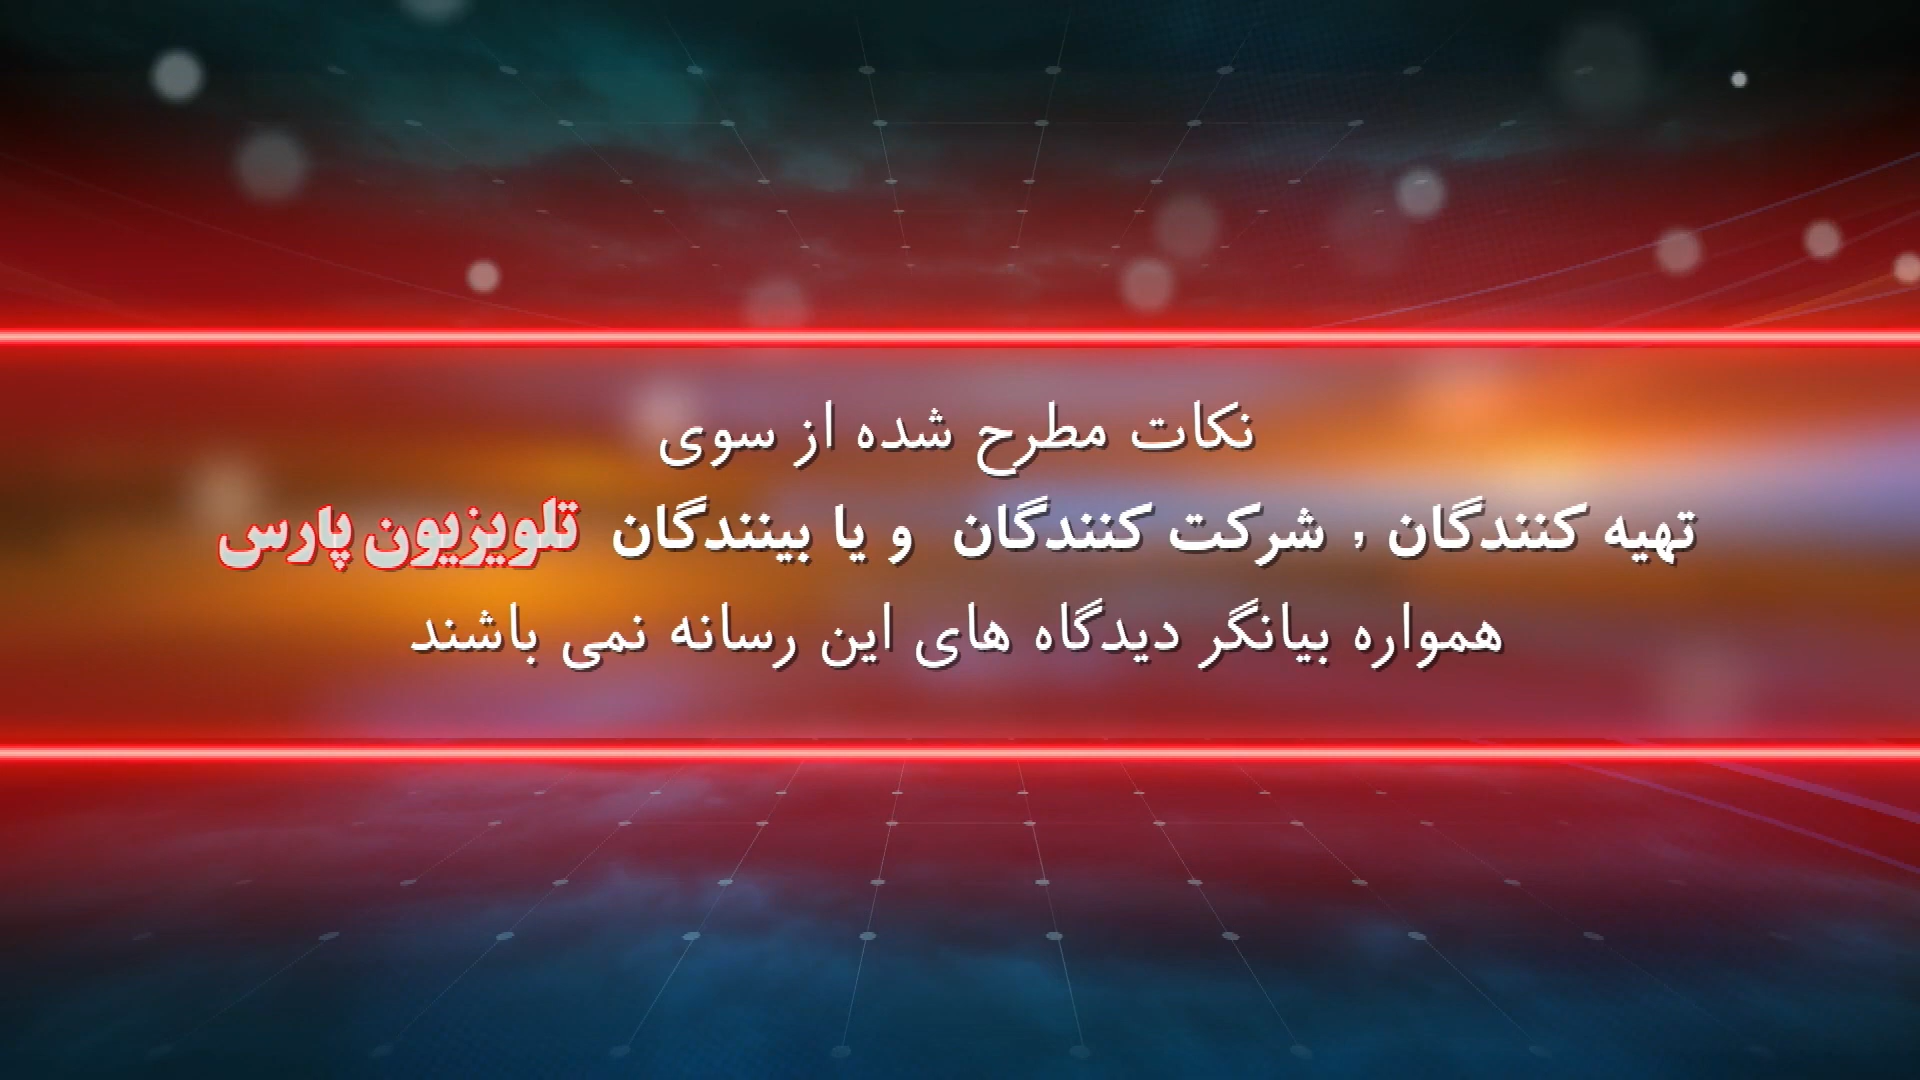 نکات مطرح شده از سوی
تهیه کنندگان , شرکت کنندگان و یا بینندگان تلویزیون پارس
همواره بیانگر دیدگاه های این رسانه نمی باشند